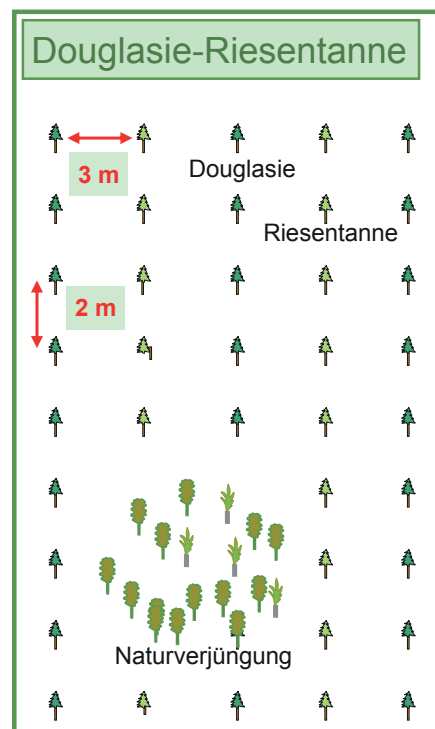 Douglasie-Riesentanne
3 m
Douglasie
Riesentanne
2 m
Naturverjüngung